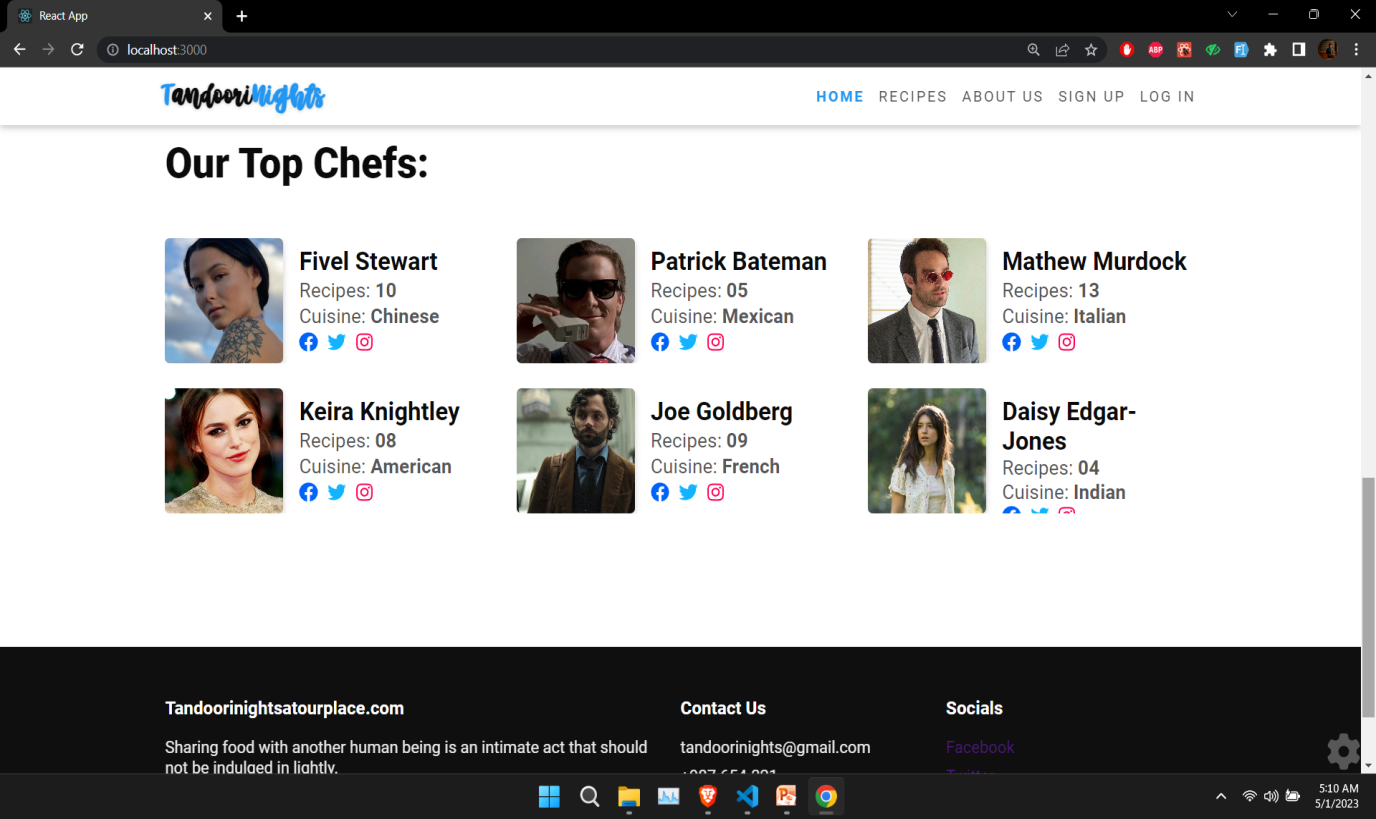 React App
localhost:3000
ABP
TandooriNights
HOME RECIPES ABOUT US SIGN UP LOG IN
Our Top Chefs:
Fivel Stewart
Recipes: 10
Cuisine: Chinese
Patrick Bateman
Recipes: 05
Cuisine: Mexican
Mathew Murdock
Recipes: 13
Cuisine: Italian
Keira Knightley
Recipes: 08
Cuisine: American
Joe Goldberg
Recipes: 09
Cuisine: French
Daisy Edgar-
Jones
Recipes: 04
Cuisine: Indian
Tandoorinightsatourplace.com
Sharing food with another human being is an intimate act that should
not be indulged in lightly.
Contact Us
tandoorinights@gmail.com
Socials
Facebook
Twitter
5:10 AM
5/1/2023